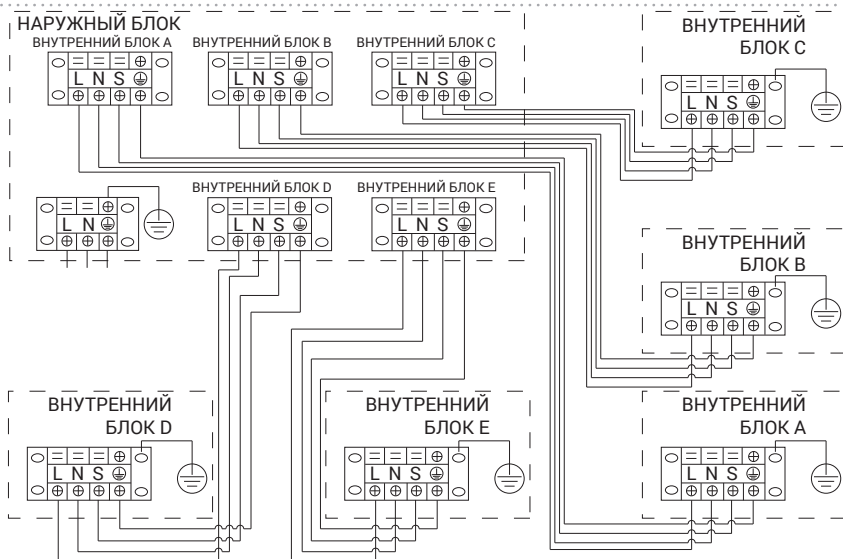 НАРУЖНЫЙ БЛОК
ВНУТРЕННИЙ БЛОК A
L N S
ВНУТРЕННИЙ БЛОК B
L N S
ВНУТРЕННИЙ БЛОК C
L N S
ВНУТРЕННИЙ
БЛОК C
L N S
L N
ВНУТРЕННИЙ БЛОК D
L N S
ВНУТРЕННИЙ БЛОК E
L N S
ВНУТРЕННИЙ
БЛОК B
L N S
ВНУТРЕННИЙ
БЛОК D
L N S
ВНУТРЕННИЙ
БЛОК E
L N S
ВНУТРЕННИЙ
БЛОК A
L N S